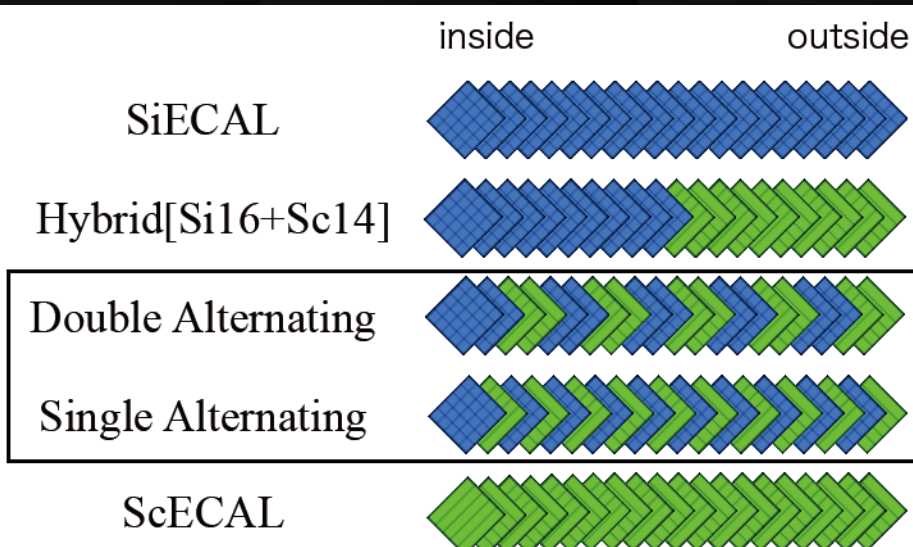 inside outside
SiECAL
Hybrid[Si16+Sc14]
Double Alternating
Single Alternating
ScECAL